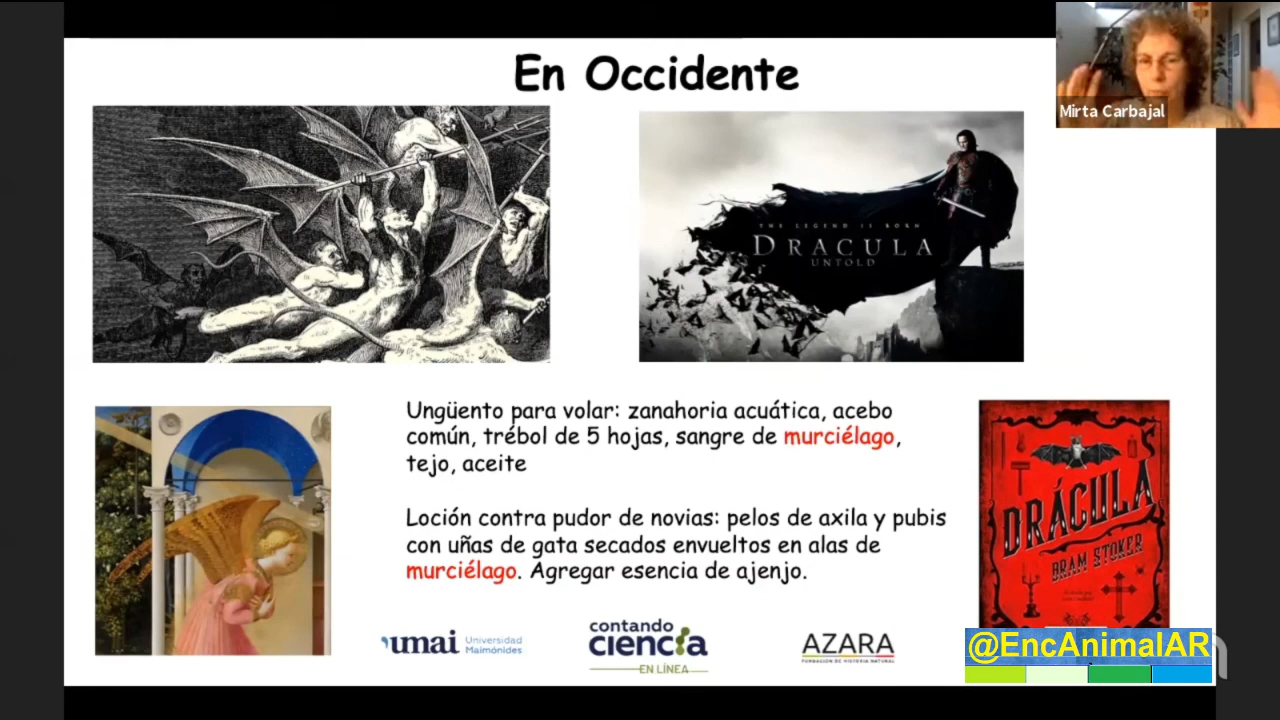 En Occidente
Mirta Carbajal
THE LEGEND IS BORN
DRACULA
UNTOLD
Ungüento para volar: zanahoria acuática, acebo
común, trébol de 5 hojas, sangre de murciélago,
tejo, aceite
Loción contra pudor de novias: pelos de axila y pubis
con uñas de gata secados envueltos en alas de
murciélago. Agregar esencia de ajenjo.
DRÁCULA
BRAM STOKER
umai Universidad
Maimónides
contando
ciencia
EN LÍNEA
AZARA
FUNDACIÓN DE HISTORIA NATURAL
@EncAnimalAR